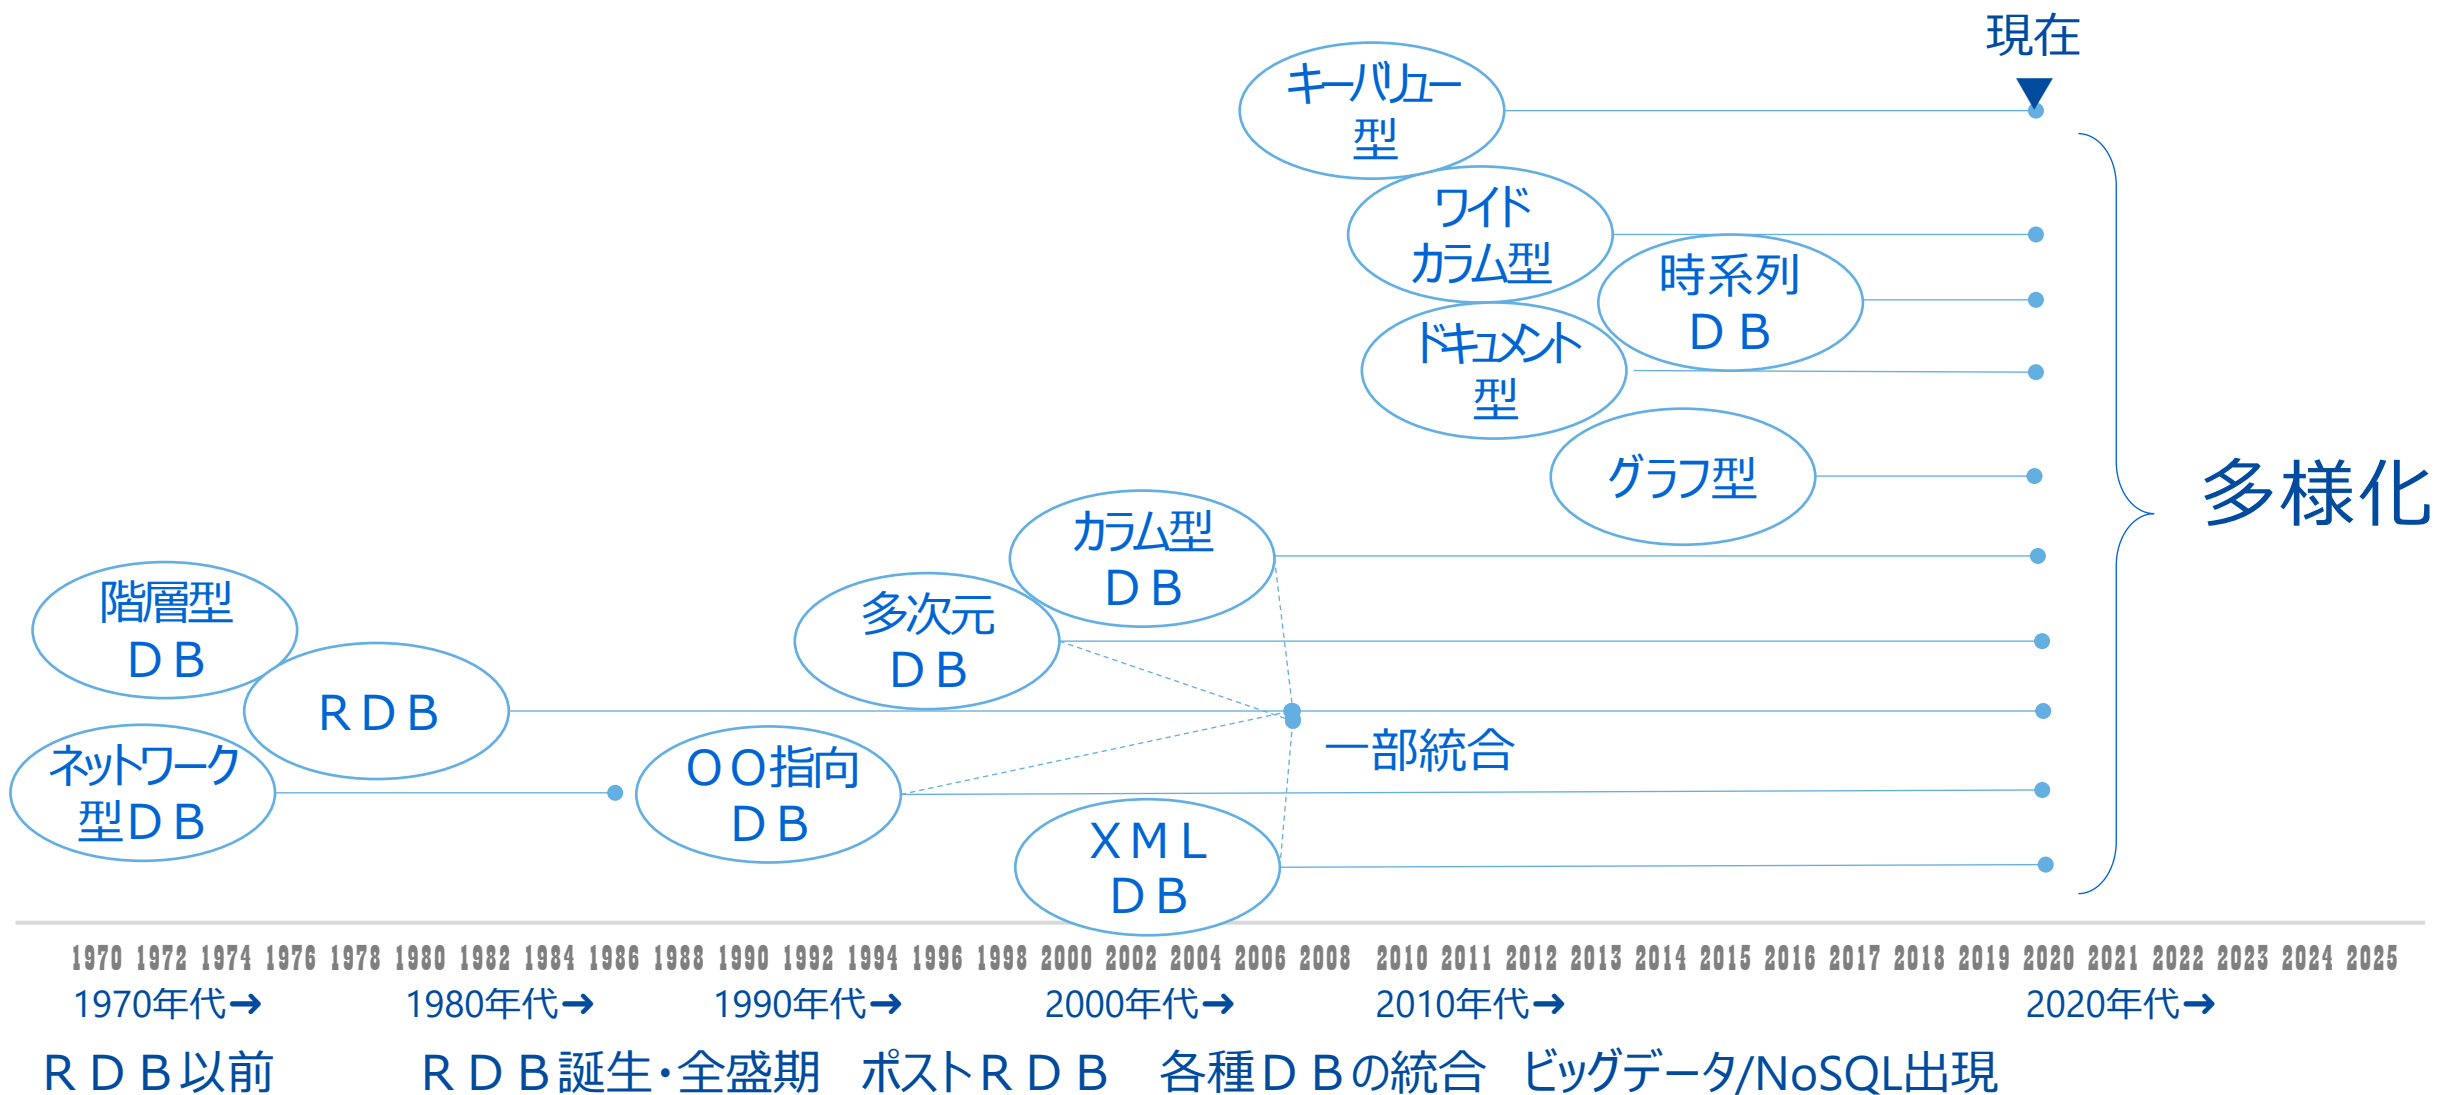 現在
キーバリュー
型
ワイド
カラム型
時系列
ＤＢ
ドキュメント
型
グラフ型
多様化
カラム型
ＤＢ
階層型
ＤＢ
多次元
ＤＢ
ＲＤＢ
一部統合
ネットワーク
型ＤＢ
ＯＯ指向
ＤＢ
ＸＭＬ
ＤＢ
1970 1972 1974 1976 1978 1980 1982 1984 1986 1988 1990 1992 1994 1996 1998 2000 2002 2004 2006 2008 2010 2011 2012 2013 2014 2015 2016 2017 2018 2019 2020 2021 2022 2023 2024 2025
1970年代➜ 1980年代➜ 1990年代➜ 2000年代➜ 2010年代➜ 2020年代➜
ＲＤＢ以前 ＲＤＢ誕生・全盛期 ポストＲＤＢ 各種ＤＢの統合 ビッグデータ/NoSQL出現